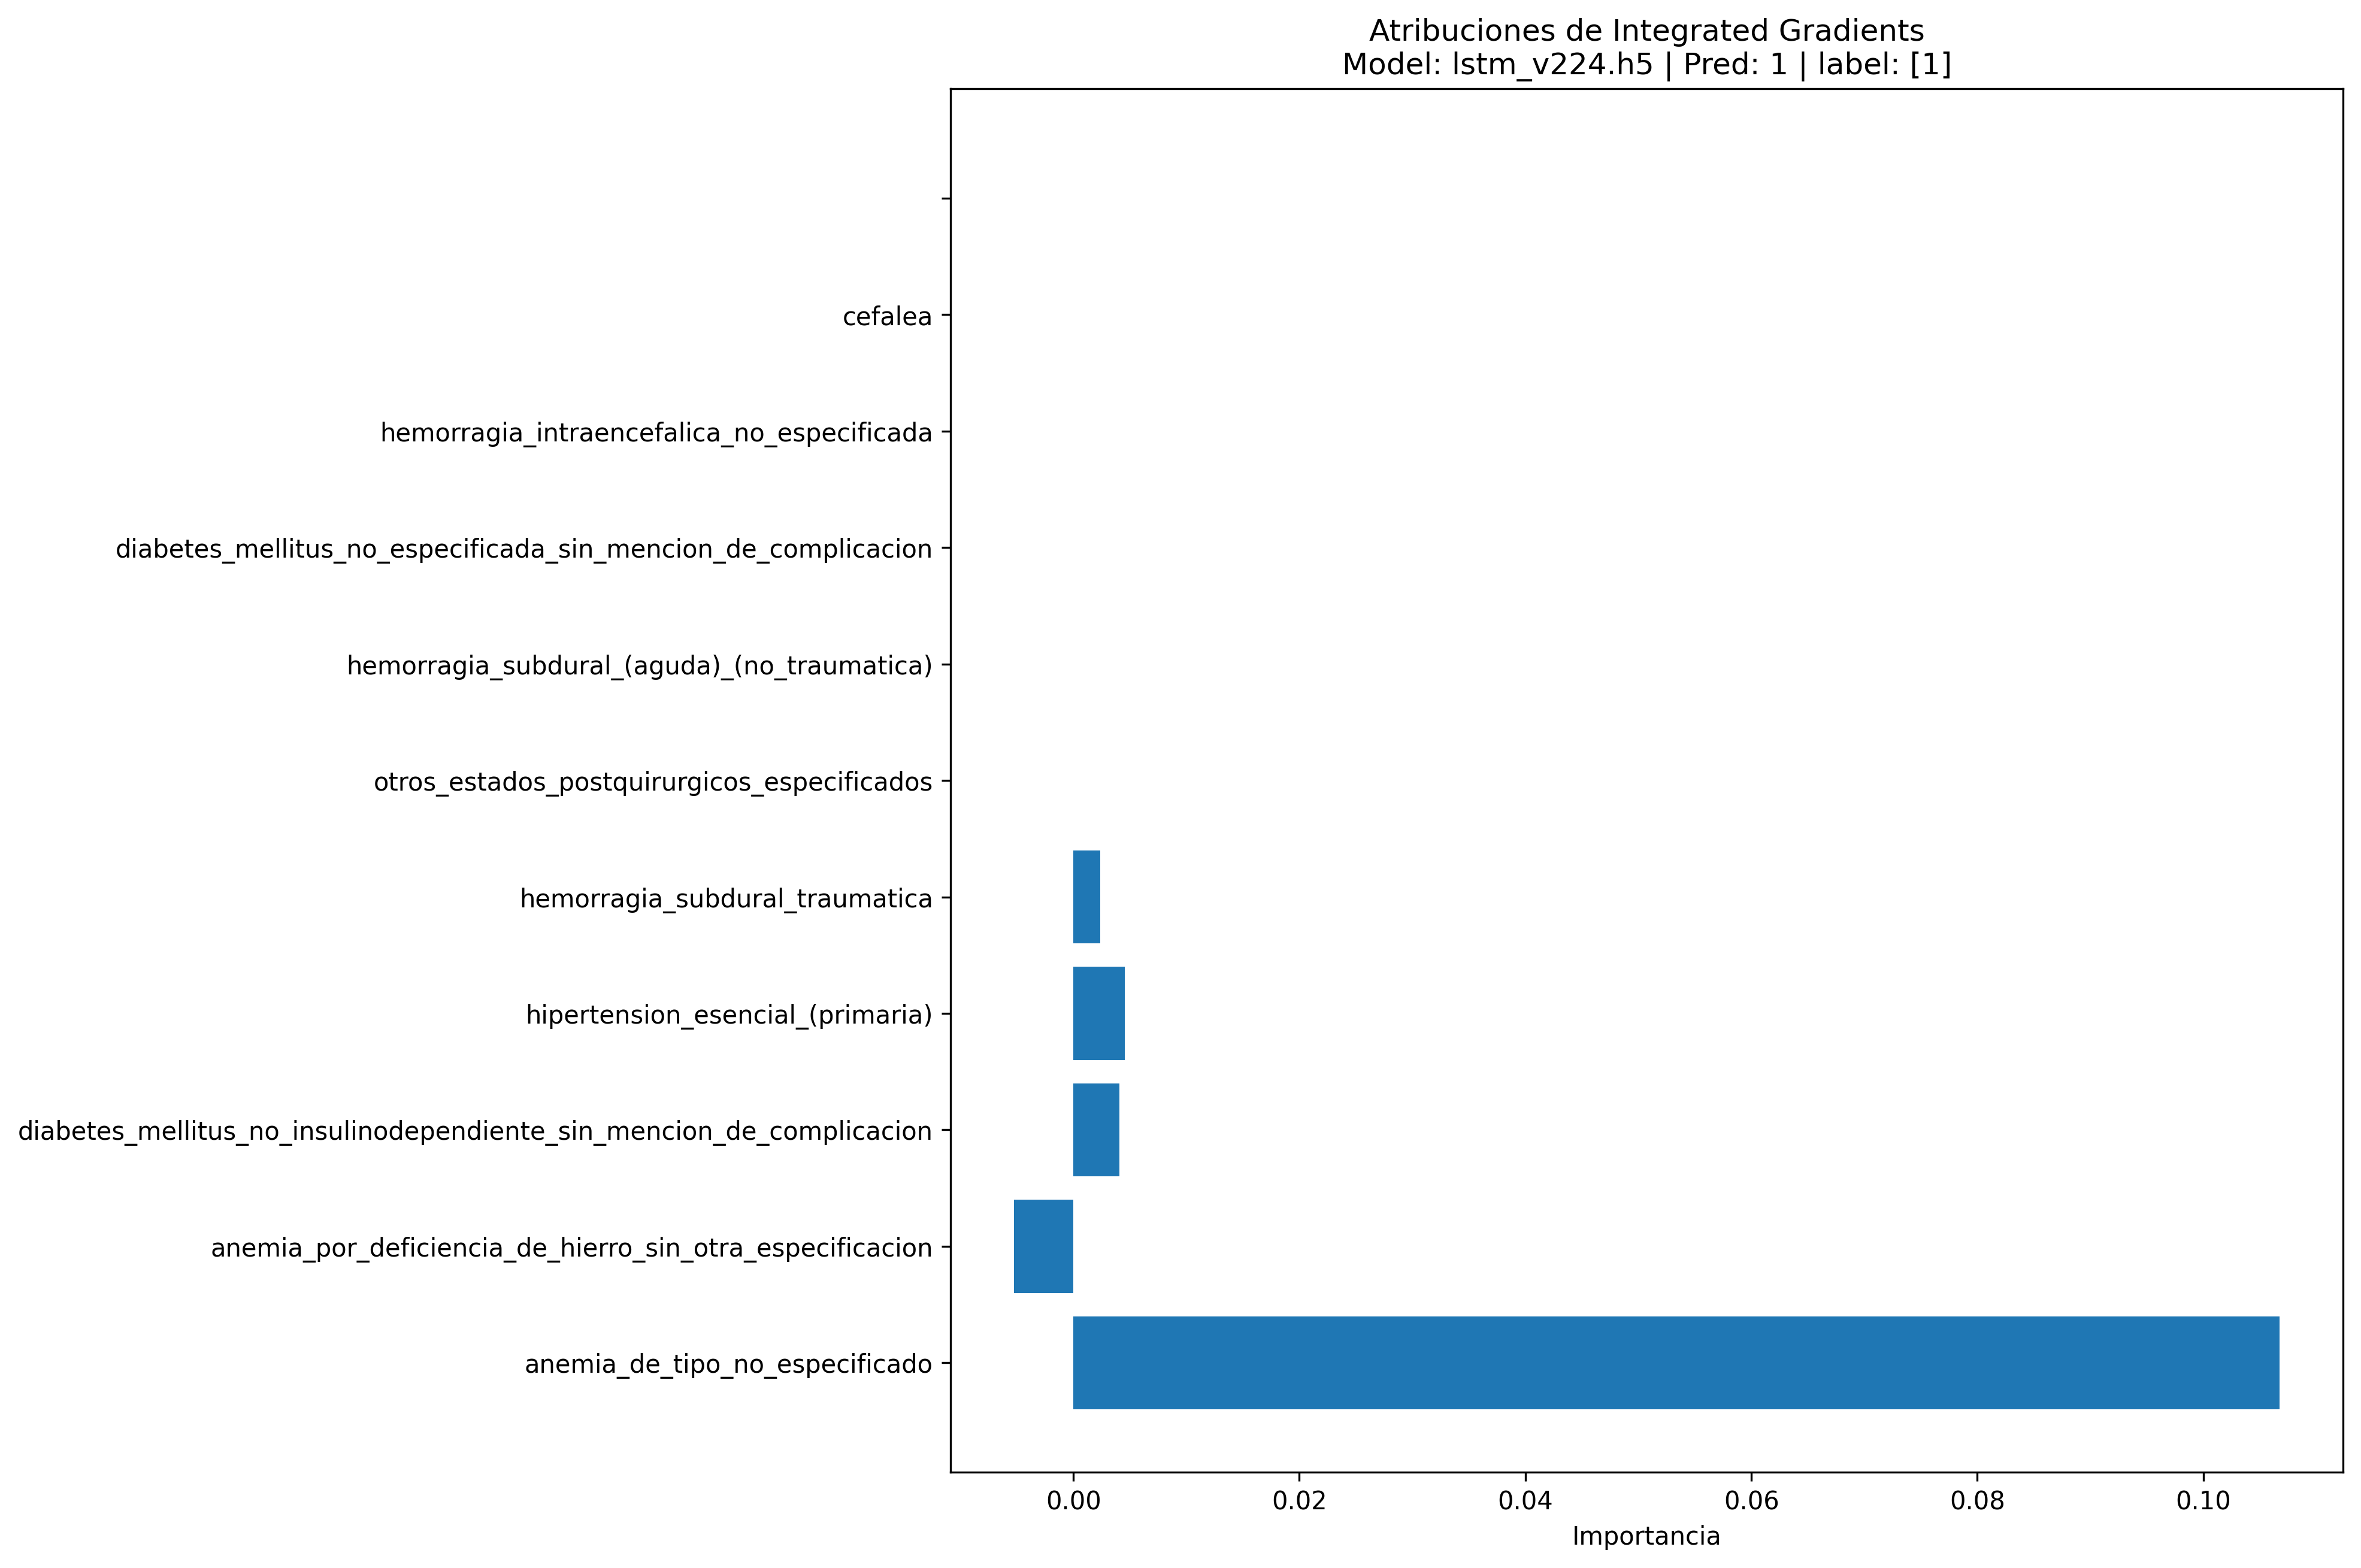 Atribuciones de Integrated Gradients
Model: lstm_v224.h5 | Pred: 1 | label: [1]
cefalea
hemorragia_intraencefalica_no_especificada
diabetes_mellitus_no_especificada_sin_mencion_de_complicacion
hemorragia_subdural_(aguda)_(no_traumatica)
otros_estados_postquirurgicos_especificados
hemorragia_subdural_traumatica
hipertension_esencial_(primaria)
diabetes_mellitus_no_insulinodependiente_sin_mencion_de_complicacion
anemia_por_deficiencia_de_hierro_sin_otra_especificacion
anemia_de_tipo_no_especificado
0.00 0.02 0.04 0.06 0.08 0.10
Importancia